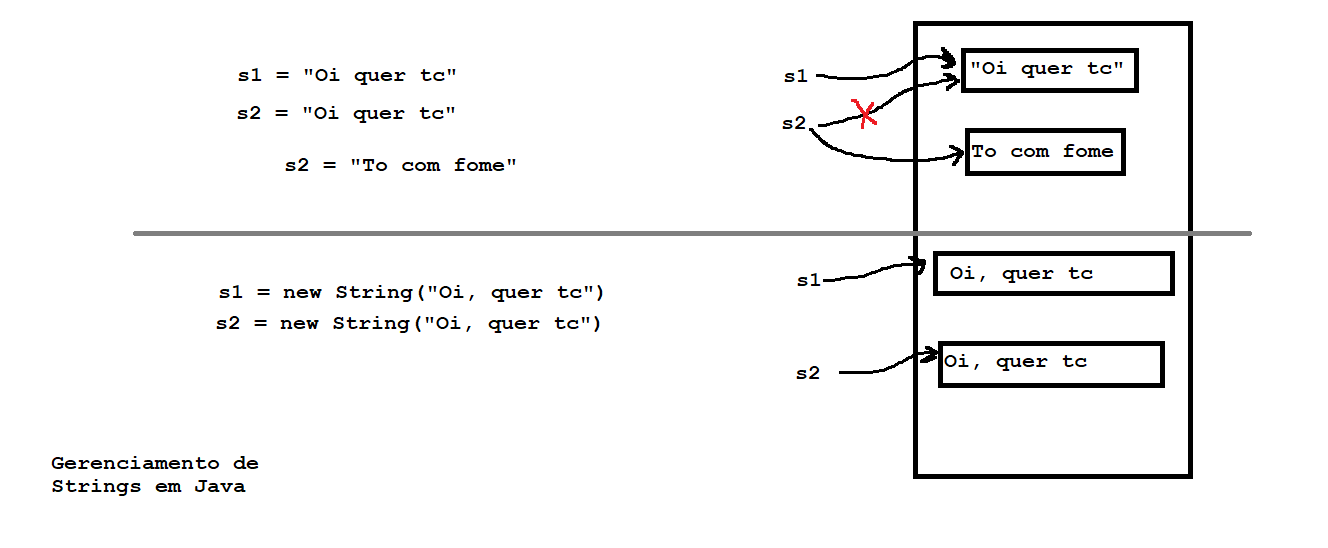 s1 = "Oi quer tc"
s2 = "Oi quer tc"
s2 = "To com fome"
s1
"Oi quer tc"
s2
To com fome
s1 = new String("Oi, quer tc")
s2 = new String("Oi, quer tc")
s1
Oi, quer tc
s2
Oi, quer tc
Gerenciamento de
Strings em Java